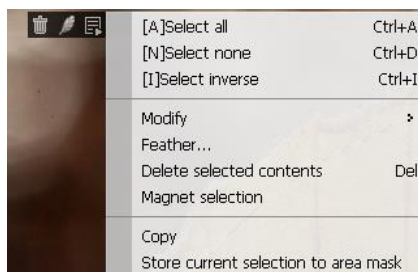 [A]Select all Ctrl+A
[N]Select none Ctrl+D
[I]Select inverse Ctrl+I
Modify
Feather...
Delete selected contents Del
Magnet selection
Copy
Store current selection to area mask